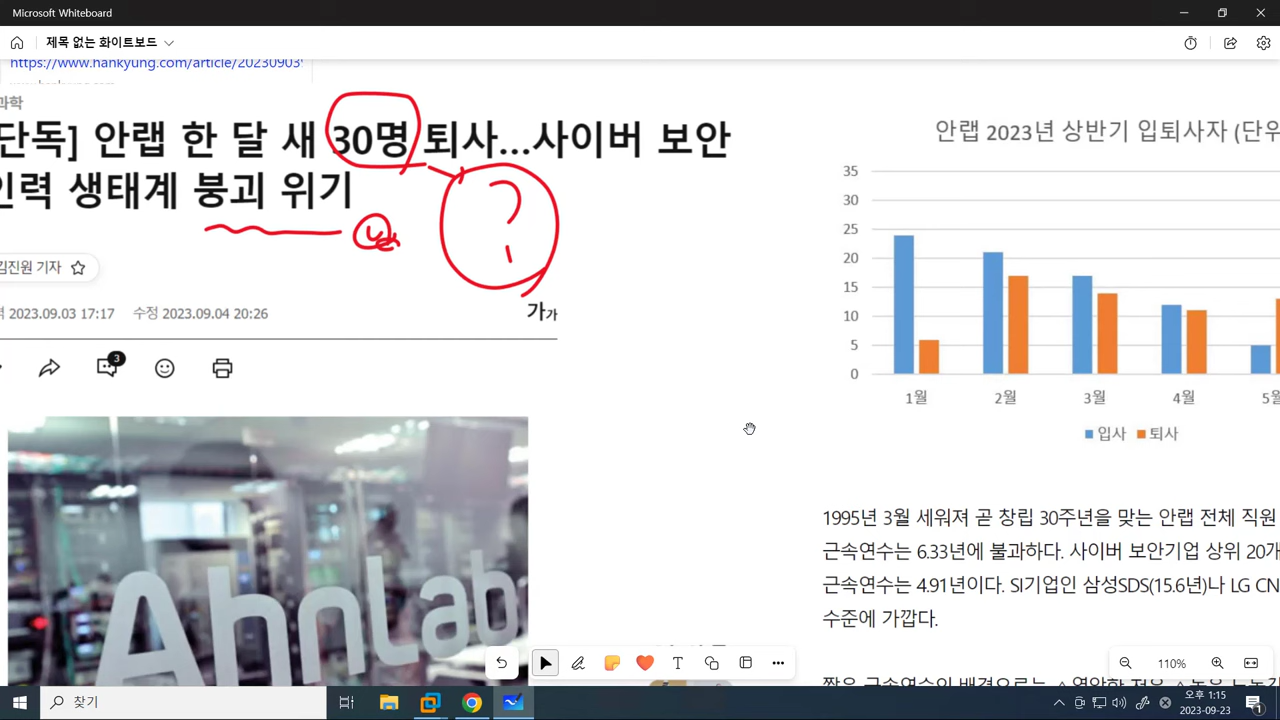 Microsoft Whiteboard
제목 없는 화이트보드
https://www.hankyung.com/article/20230903
www.hankyung.com
과학
단독] 안랩 한 달 새 30명 퇴사...사이버 보안
인력 생태계 붕괴 위기
?
김진원 기자
2023.09.03 17:17 수정 2023.09.04 20:26
가가
3
AhnLab
안랩 2023년 상반기 입퇴사자 (단위
35
30
25
20
15
10
5
0
1월 2월 3월 4월 5월
입사 퇴사
1995년 3월 세워져 곧 창립 30주년을 맞는 안랩 전체 직원
근속연수는 6.33년에 불과하다. 사이버 보안기업 상위 20개
근속연수는 4.91년이다. SI기업인 삼성SDS(15.6년)나 LG CN
수준에 가깝다.
110%
찾기
오후 1:15
2023-09-23
1